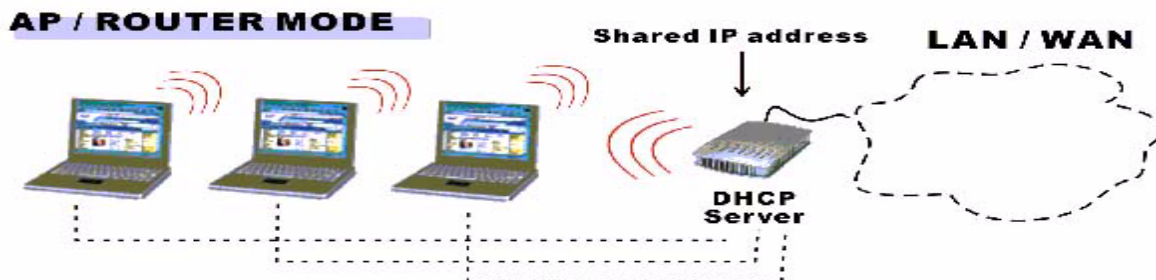 AP / ROUTER MODE
Shared IP address
LAN / WAN
DHCP
Server